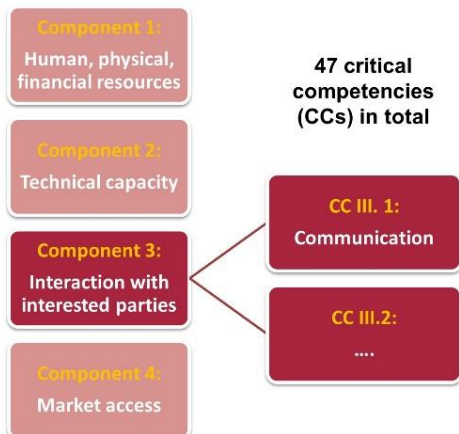 Component 1:
Human, physical,
financial resources
47 critical
competencies
(CCs) in total
Component 2:
Technical capacity
Component 3:
Interaction with
interested parties
CC III. 1:
Communication
CC III.2:
....
Component 4:
Market access